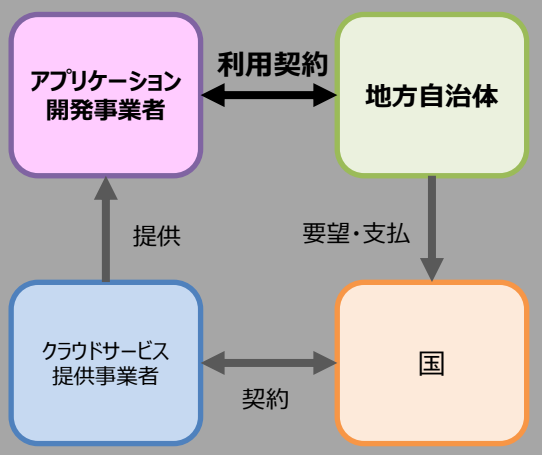 アプリケーション
開発事業者
利用契約
地方自治体
提供
要望・支払
クラウドサービス
提供事業者
契約
国